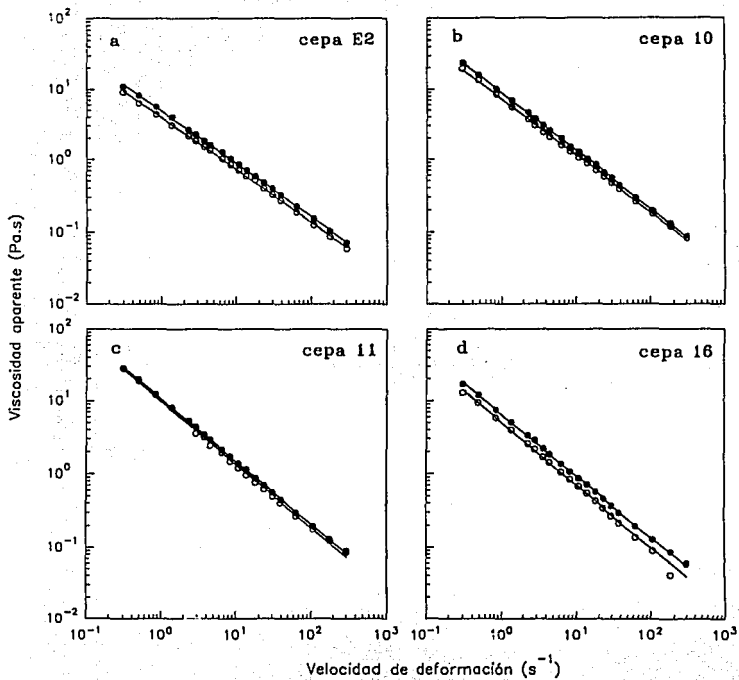 10² a cepa E2 b cepa 10
10¹
10⁰
10⁻¹
10⁻²
10² c cepa 11 d cepa 16
10¹
10⁰
10⁻¹
10⁻²
10⁻¹ 10⁰ 10¹ 10² 10³ 10⁻¹ 10⁰ 10¹ 10² 10³
Viscosidad aparente (Pa.s)
Velocidad de deformación (s⁻¹)